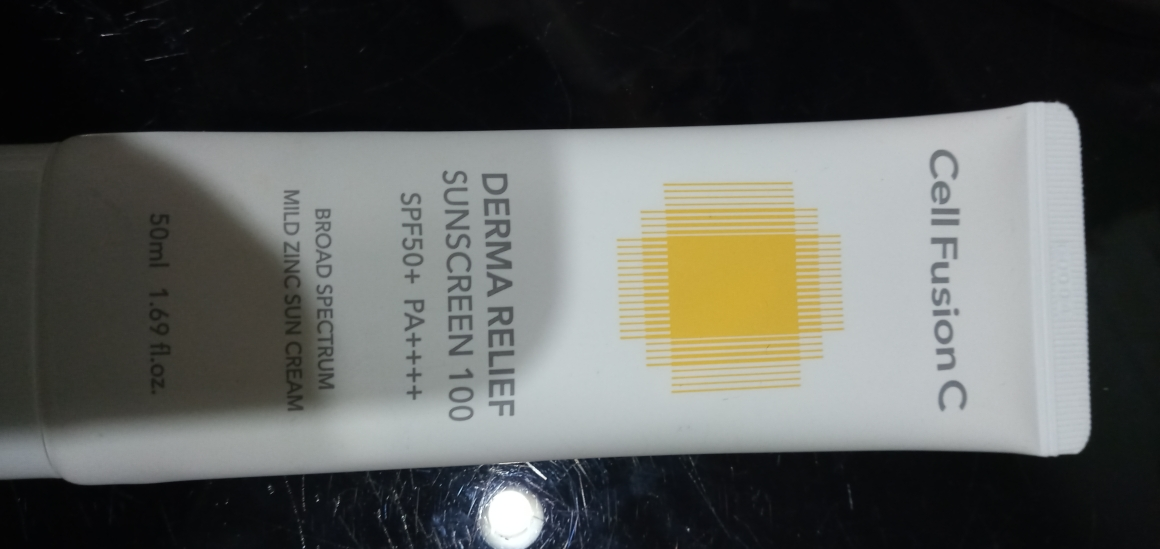 Cell Fusion C
DERMA RELIEF
SUNSCREEN 100
SPF50+ PA++++
BROAD SPECTRUM
MILD ZINC SUN CREAM
50ml 1.69 fl.oz.